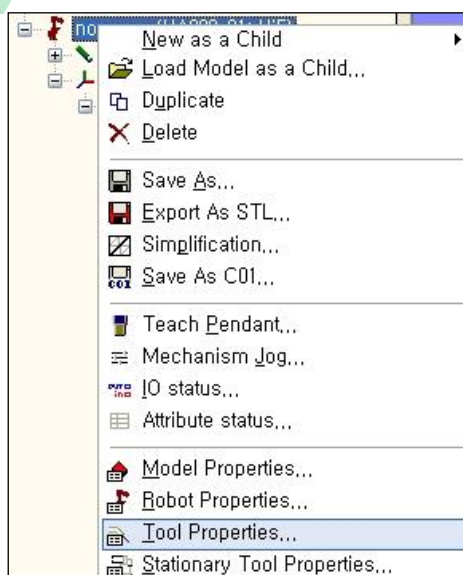 no
New as a Child
Load Model as a Child...
Duplicate
Delete
Save As...
Export As STL...
Simplification...
Save As C01...
Teach Pendant...
Mechanism Jog...
IO status...
Attribute status...
Model Properties...
Robot Properties...
Tool Properties...
Stationary Tool Properties...